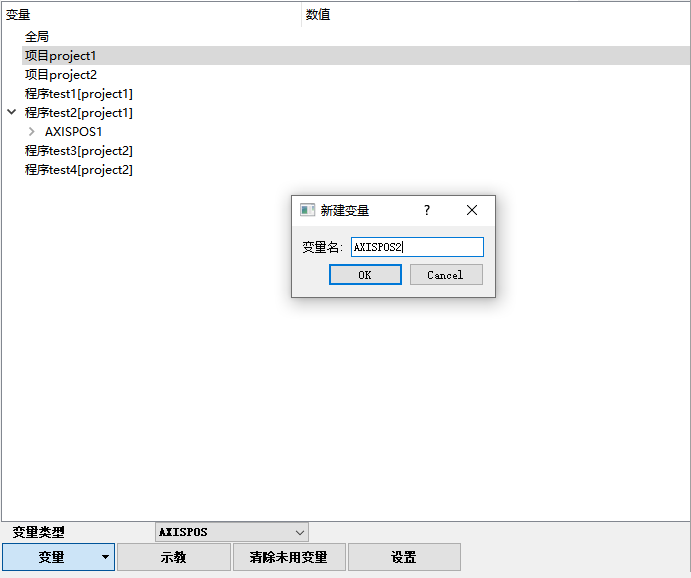 变量 数值
全局
项目project1
项目project2
程序test1[project1]
程序test2[project1]
AXISPOS1
程序test3[project2]
程序test4[project2]
新建变量 ?
变量名: AXISPOS2
OK Cancel
变量类型 AXISPOS
变量 示教 清除未用变量 设置